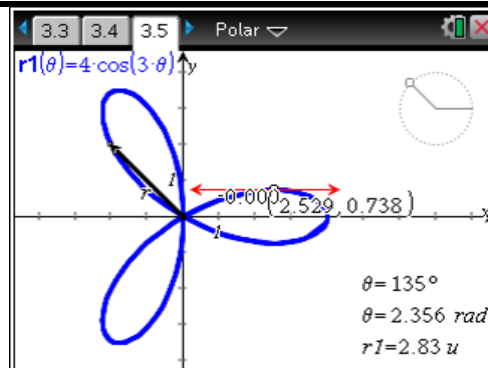 3.3 3.4 3.5 Polar
r1(θ)=4·cos(3·θ) y
1
r
-0.000
(2.529, 0.738)
x
1
θ=135°
θ=2.356 rad
r1=2.83 u